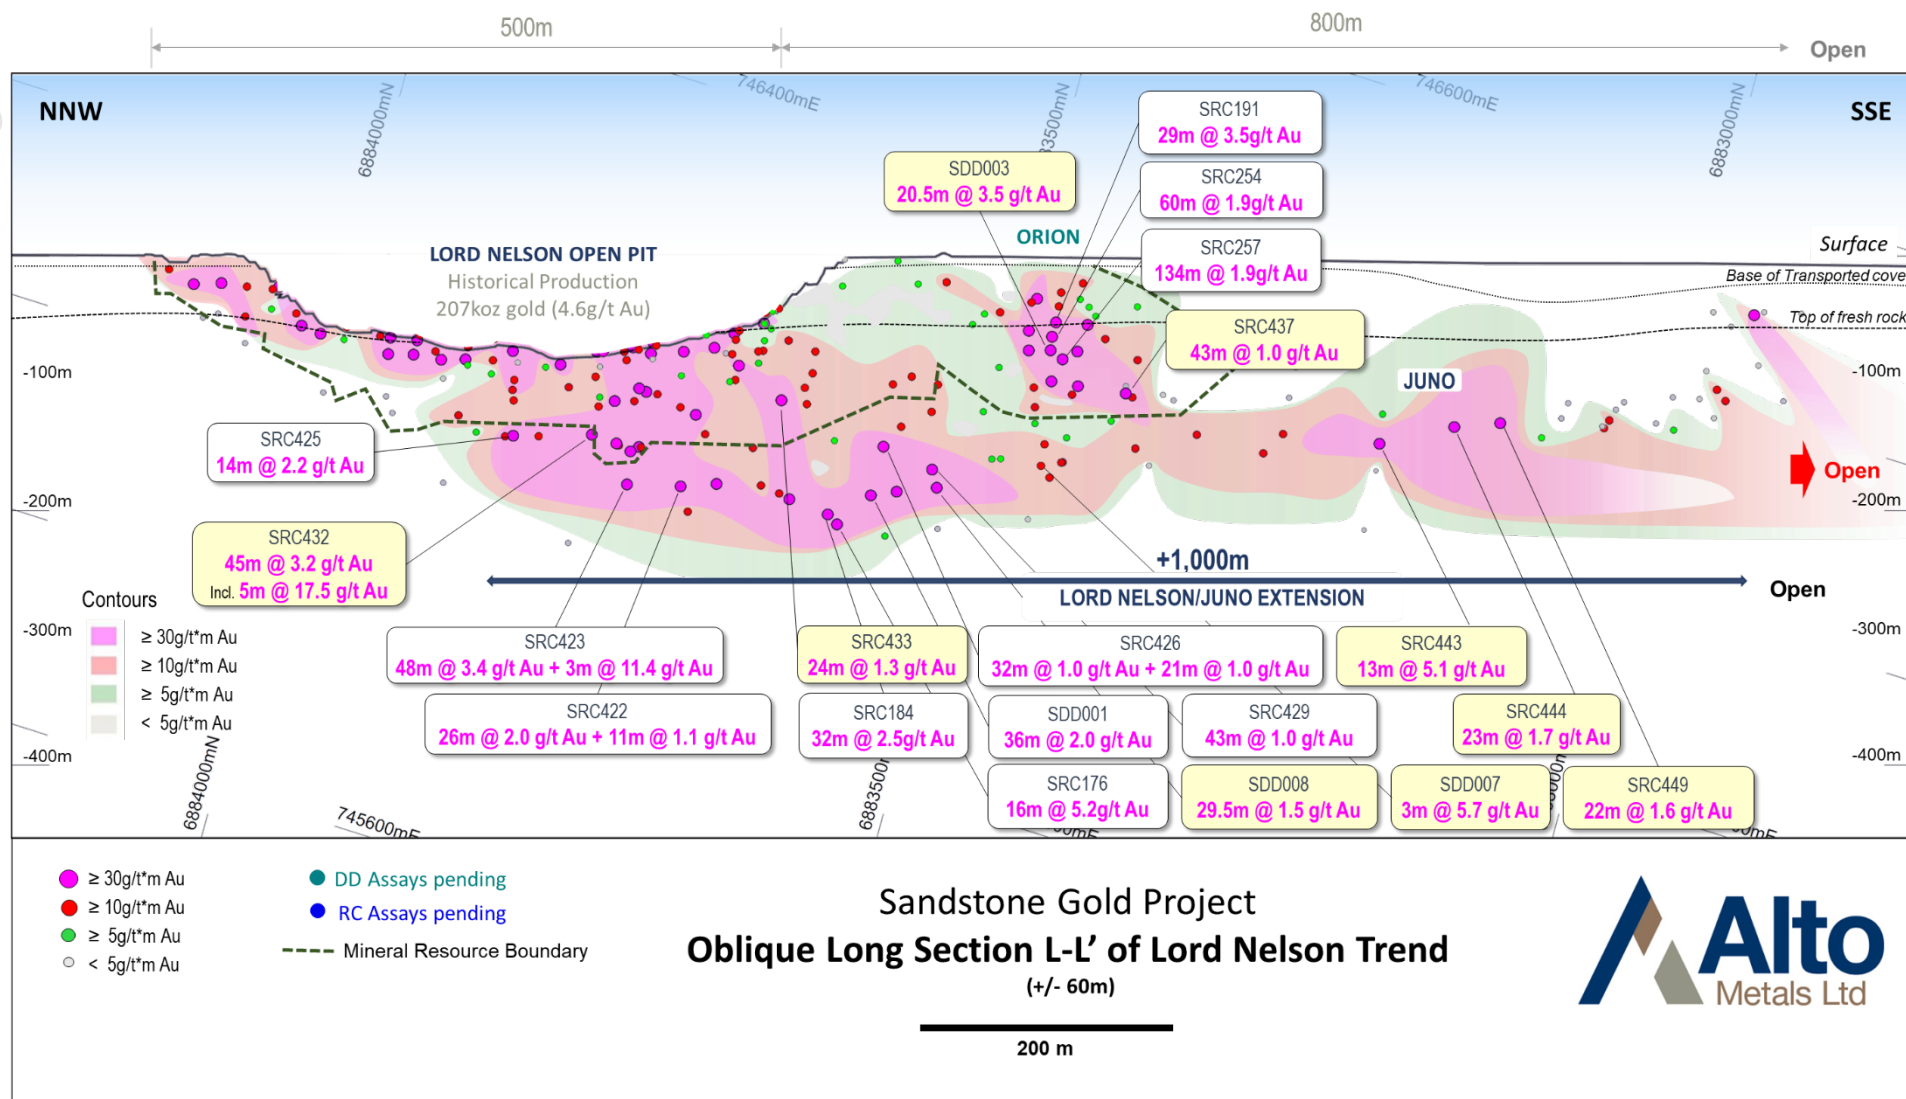 500m
800m
Open
NNW
SSE
6884000mN
746400mE
83500mN
746600mE
6883000mN
SRC191
29m @ 3.5g/t Au
SDD003
20.5m @ 3.5 g/t Au
SRC254
60m @ 1.9g/t Au
ORION
SRC257
134m @ 1.9g/t Au
LORD NELSON OPEN PIT
Historical Production
207koz gold (4.6g/t Au)
Surface
Base of Transported cove
Top of fresh rock
SRC437
43m @ 1.0 g/t Au
-100m
-100m
JUNO
SRC425
14m @ 2.2 g/t Au
Open
-200m
-200m
SRC432
45m @ 3.2 g/t Au
Incl. 5m @ 17.5 g/t Au
+1,000m
Open
LORD NELSON/JUNO EXTENSION
Contours
≥ 30g/t*m Au
≥ 10g/t*m Au
≥ 5g/t*m Au
< 5g/t*m Au
-300m
-300m
SRC423
48m @ 3.4 g/t Au + 3m @ 11.4 g/t Au
SRC433
24m @ 1.3 g/t Au
SRC426
32m @ 1.0 g/t Au + 21m @ 1.0 g/t Au
SRC443
13m @ 5.1 g/t Au
SRC422
26m @ 2.0 g/t Au + 11m @ 1.1 g/t Au
SRC184
32m @ 2.5g/t Au
SDD001
36m @ 2.0 g/t Au
SRC429
43m @ 1.0 g/t Au
SRC444
23m @ 1.7 g/t Au
-400m
-400m
SRC176
16m @ 5.2g/t Au
SDD008
29.5m @ 1.5 g/t Au
SDD007
3m @ 5.7 g/t Au
SRC449
22m @ 1.6 g/t Au
6884000mN
745600mE
6883500m
≥ 30g/t*m Au
≥ 10g/t*m Au
≥ 5g/t*m Au
< 5g/t*m Au
DD Assays pending
RC Assays pending
Mineral Resource Boundary
Sandstone Gold Project
Oblique Long Section L-L’ of Lord Nelson Trend
(+/- 60m)
200 m
Alto
Metals Ltd